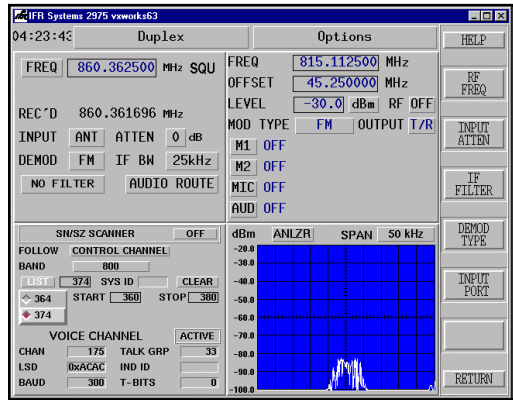 IFR Systems 2975 vxworks63
04:23:43 Duplex Options
FREQ 860.362500 MHz SQU
REC'D 860.361696 MHz
INPUT ANT ATTEN 0 dB
DEMOD FM IF BW 25kHz
NO FILTER AUDIO ROUTE
FREQ 815.112500 MHz
OFFSET 45.250000 MHz
LEVEL -30.0 dBm RF OFF
MOD TYPE FM OUTPUT T/R
M1 OFF
M2 OFF
MIC OFF
AUD OFF
SN/SZ SCANNER OFF
FOLLOW CONTROL CHANNEL
BAND 800
LIST 374 SYS ID CLEAR
364 START 360 STOP 380
374
VOICE CHANNEL ACTIVE
CHAN 175 TALK GRP 33
LSD 0xACAC IND ID
BAUD 300 T-BITS 0
dBm ANLZR SPAN 50 kHz
-20.0
-30.0
-40.0
-50.0
-60.0
-70.0
-80.0
-90.0
-100.0
HELP
RF
FREQ
INPUT
ATTEN
IF
FILTER
DEMOD
TYPE
INPUT
PORT
RETURN